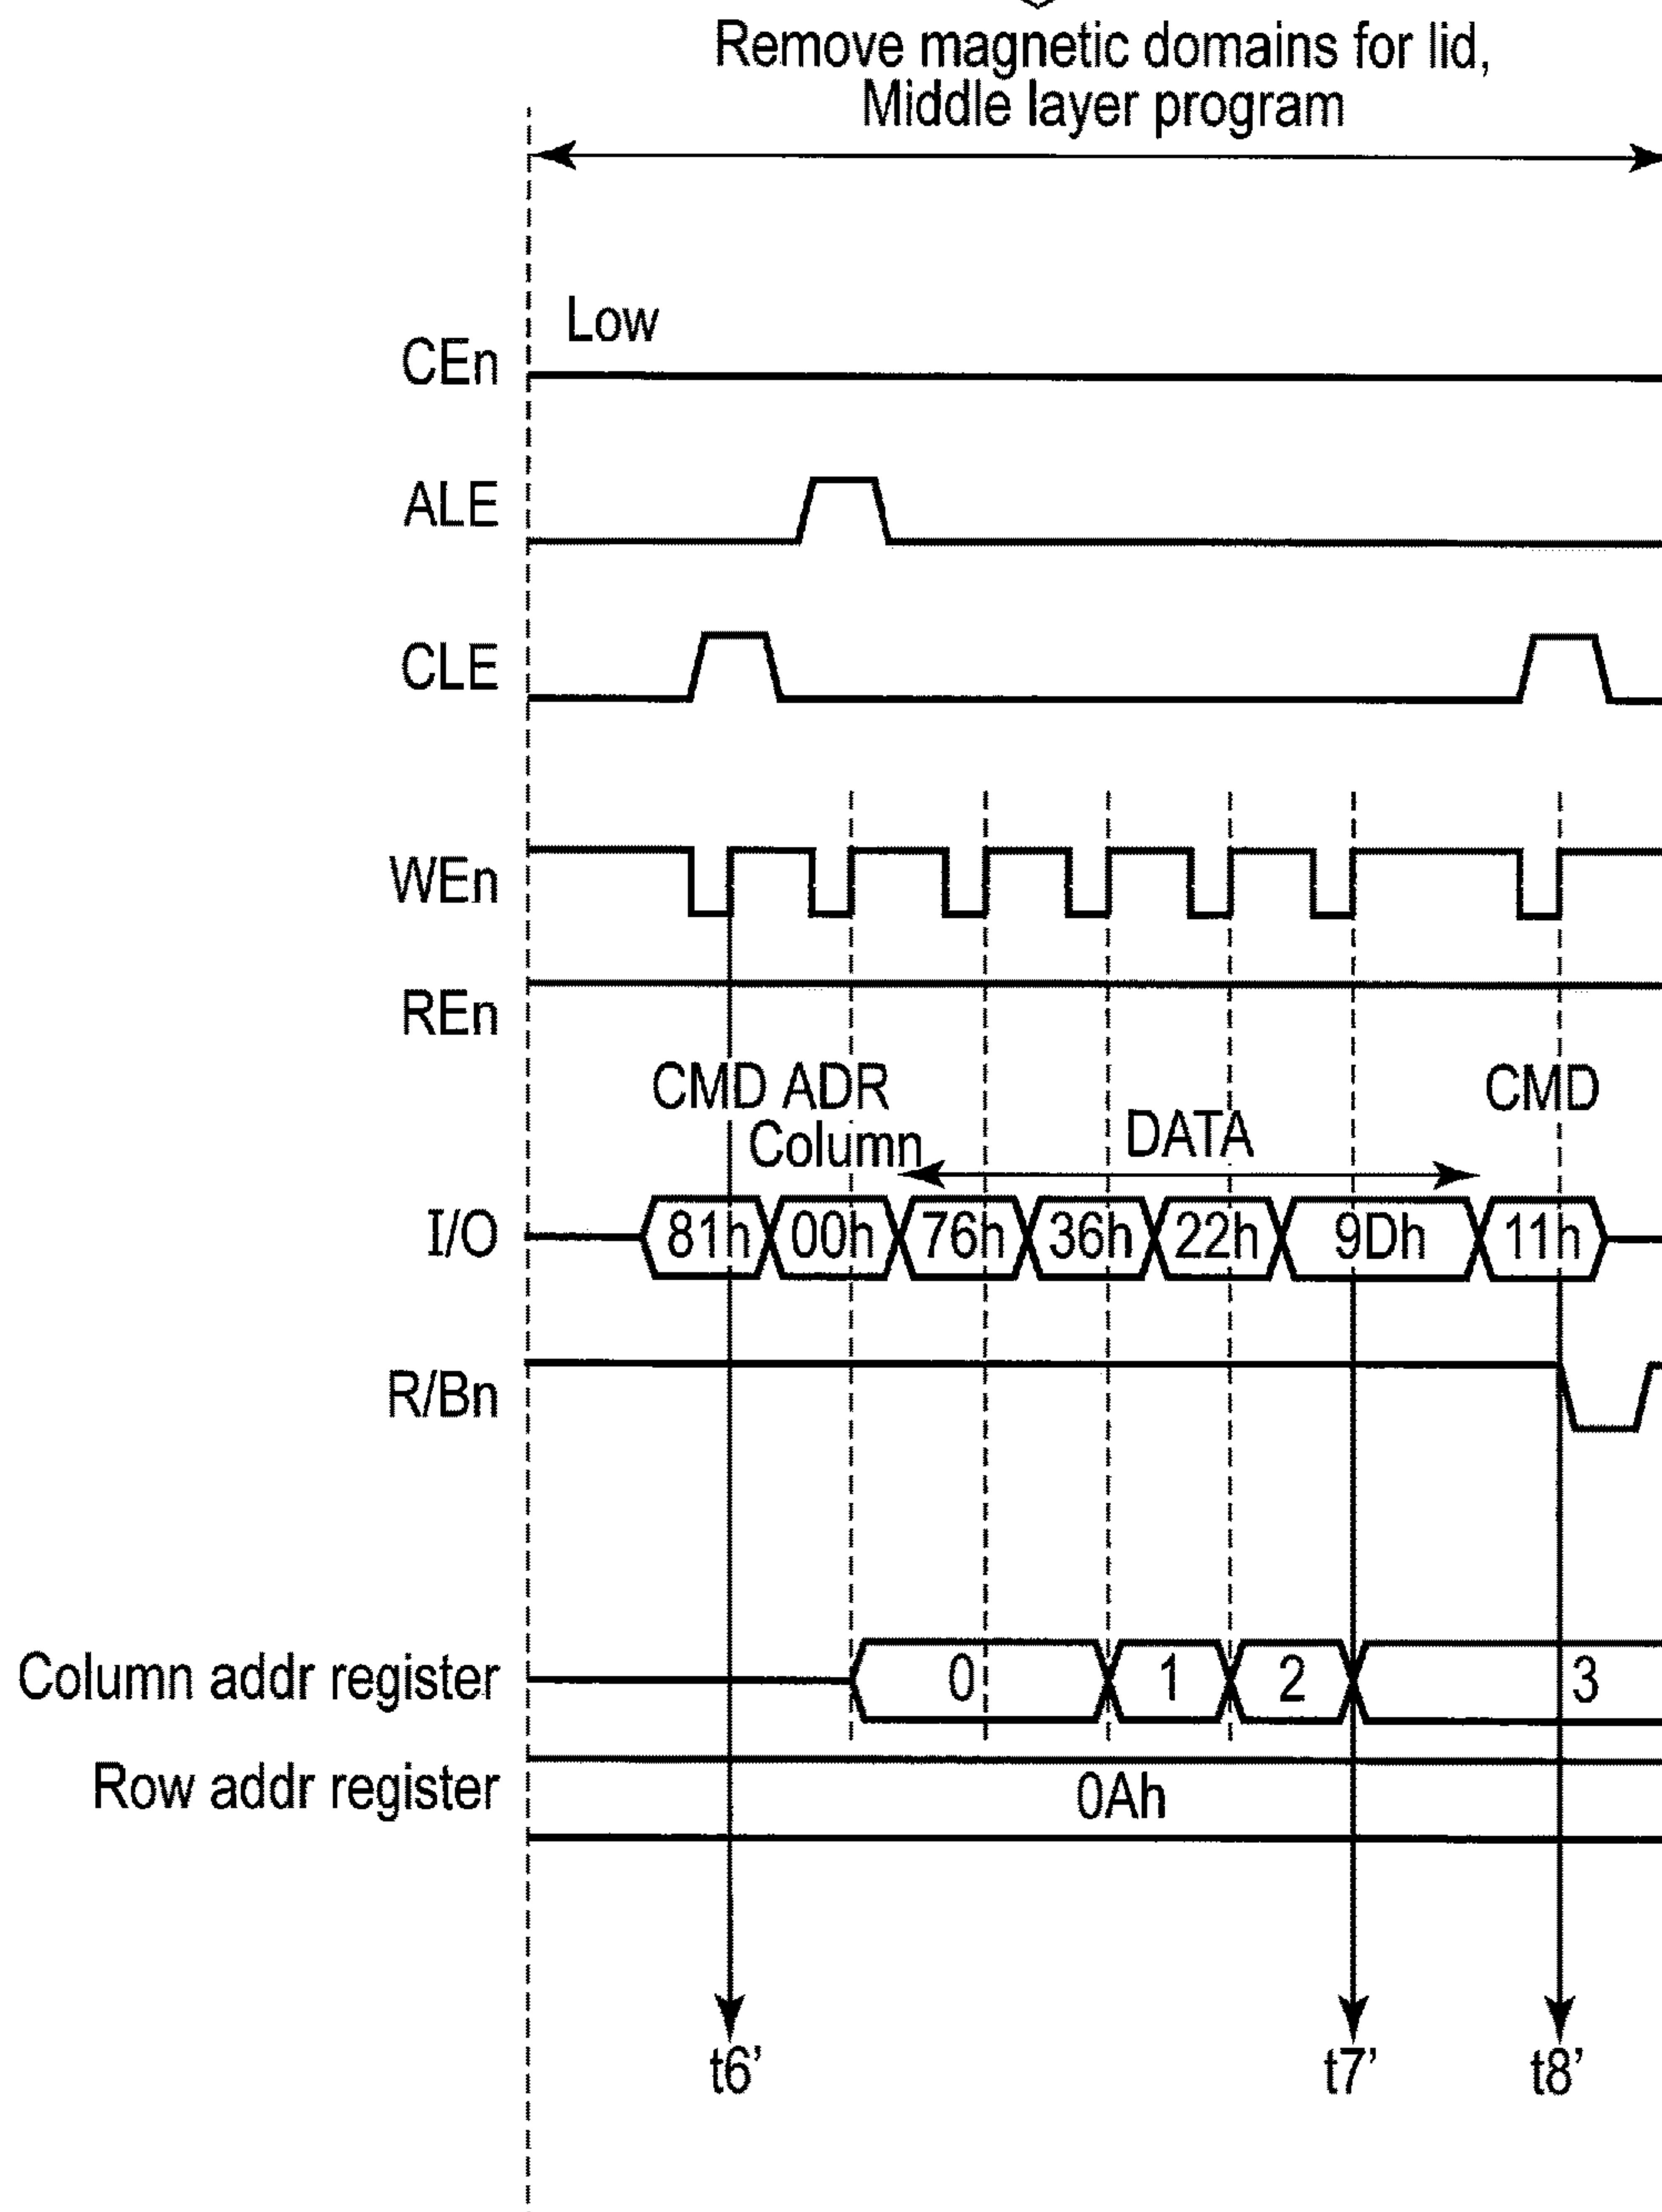 Remove magnetic domains for lid,
Middle layer program
Low
CEn
ALE
CLE
WEn
REn
CMD ADR CMD
Column DATA
I/O 81h 00h 76h 36h 22h 9Dh 11h
R/Bn
Column addr register 0 1 2 3
Row addr register 0Ah
t6’ t7’ t8’